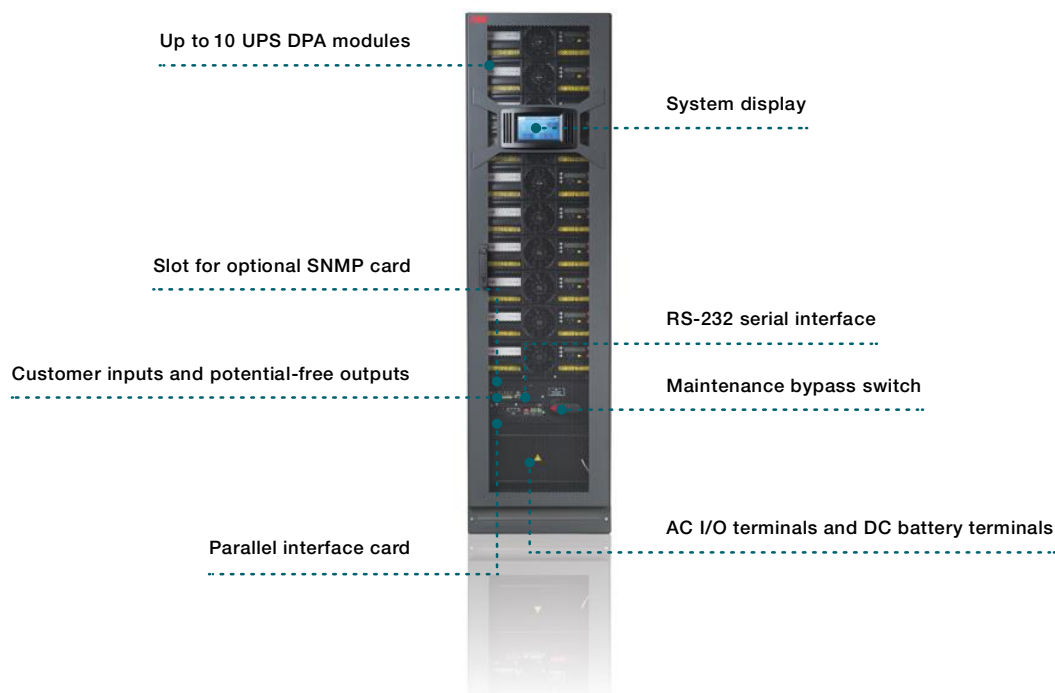 Up to 10 UPS DPA modules
System display
Slot for optional SNMP card
RS-232 serial interface
Customer inputs and potential-free outputs
Maintenance bypass switch
AC I/O terminals and DC battery terminals
Parallel interface card